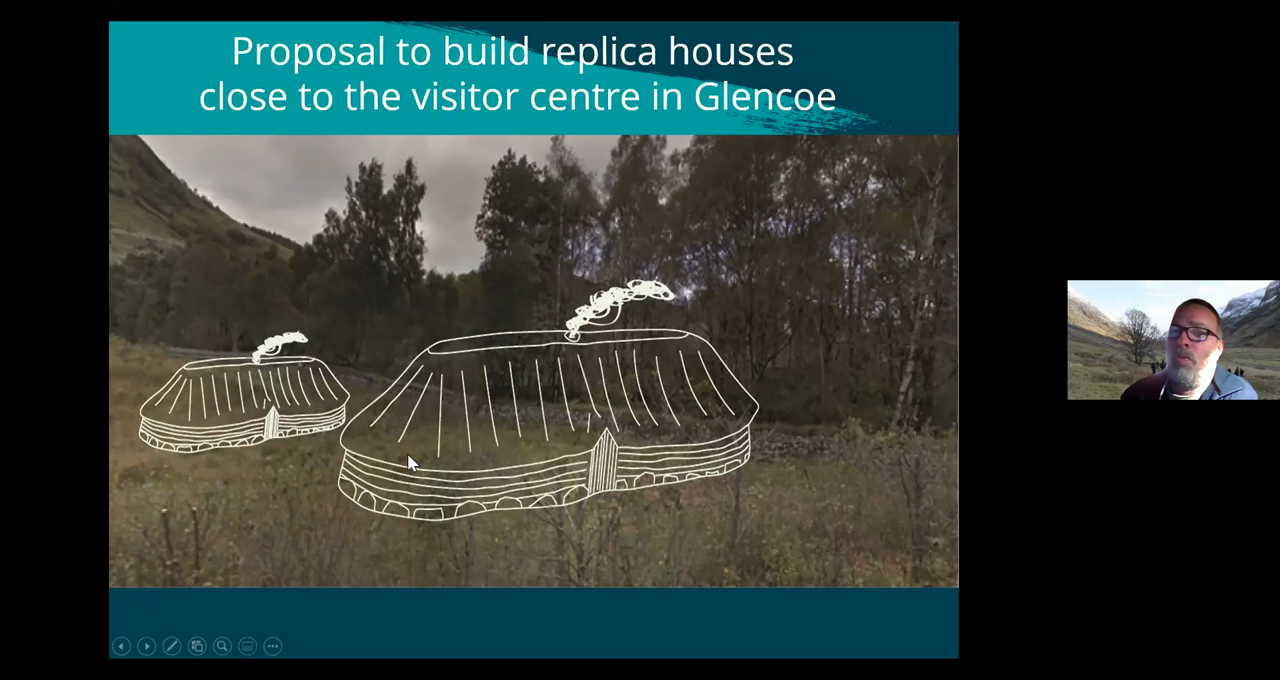 Proposal to build replica houses
close to the visitor centre in Glencoe